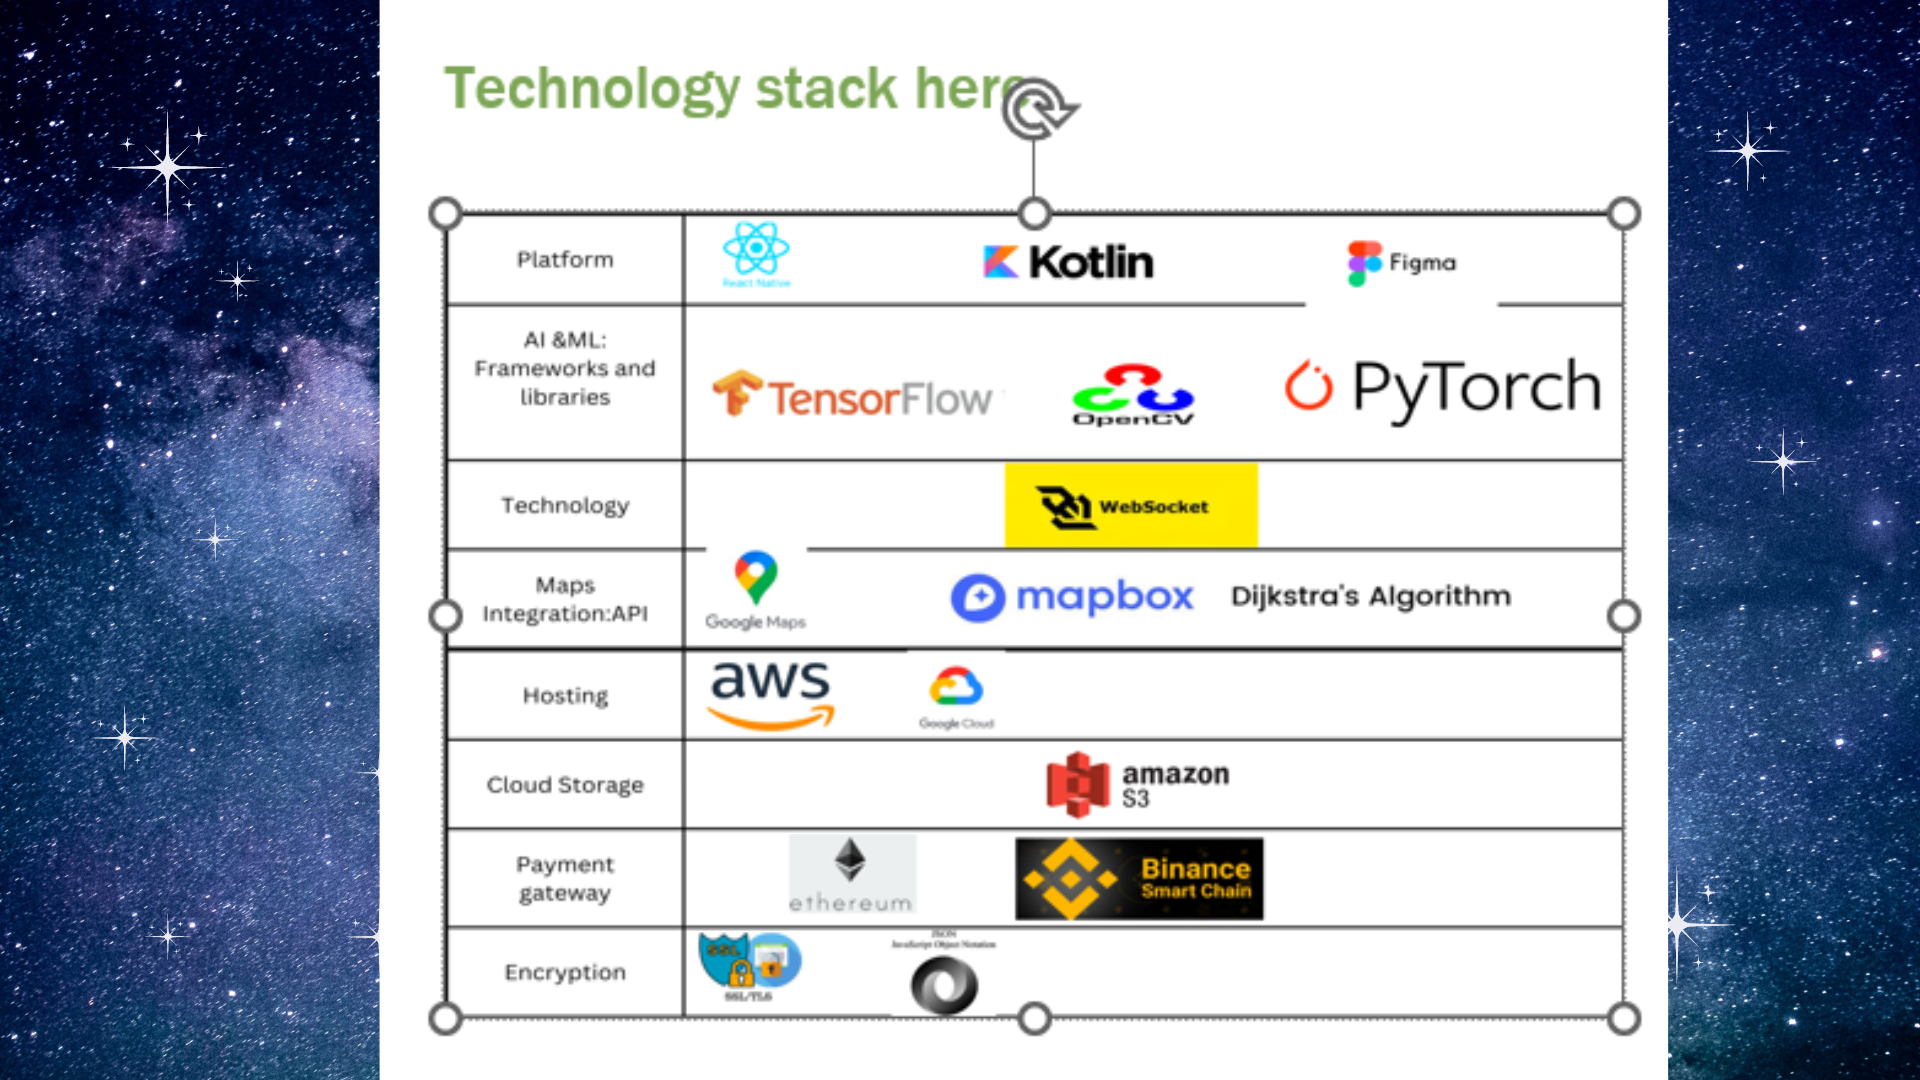 Technology stack here
Platform
React Native
Kotlin
Figma
AI &ML:
Frameworks and
libraries
TensorFlow
OpenCV
PyTorch
Technology
WebSocket
Maps
Integration:API
Google Maps
mapbox
Dijkstra's Algorithm
Hosting
aws
Google Cloud
Cloud Storage
amazon
S3
Payment
gateway
ethereum
Binance
Smart Chain
Encryption
SSL
SSL/TLS
JSON
JavaScript Object Notation